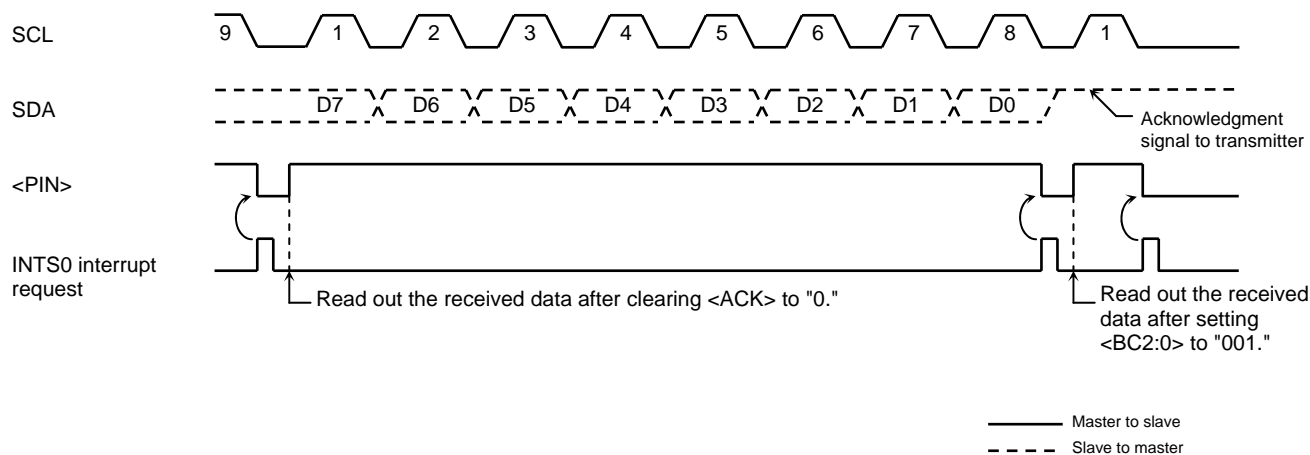 SCL
9 1 2 3 4 5 6 7 8 1
SDA
D7 D6 D5 D4 D3 D2 D1 D0
Acknowledgment
signal to transmitter
<PIN>
INTS0 interrupt
request
Read out the received data after clearing <ACK> to "0."
Read out the received
data after setting
<BC2:0> to "001."
Master to slave
Slave to master